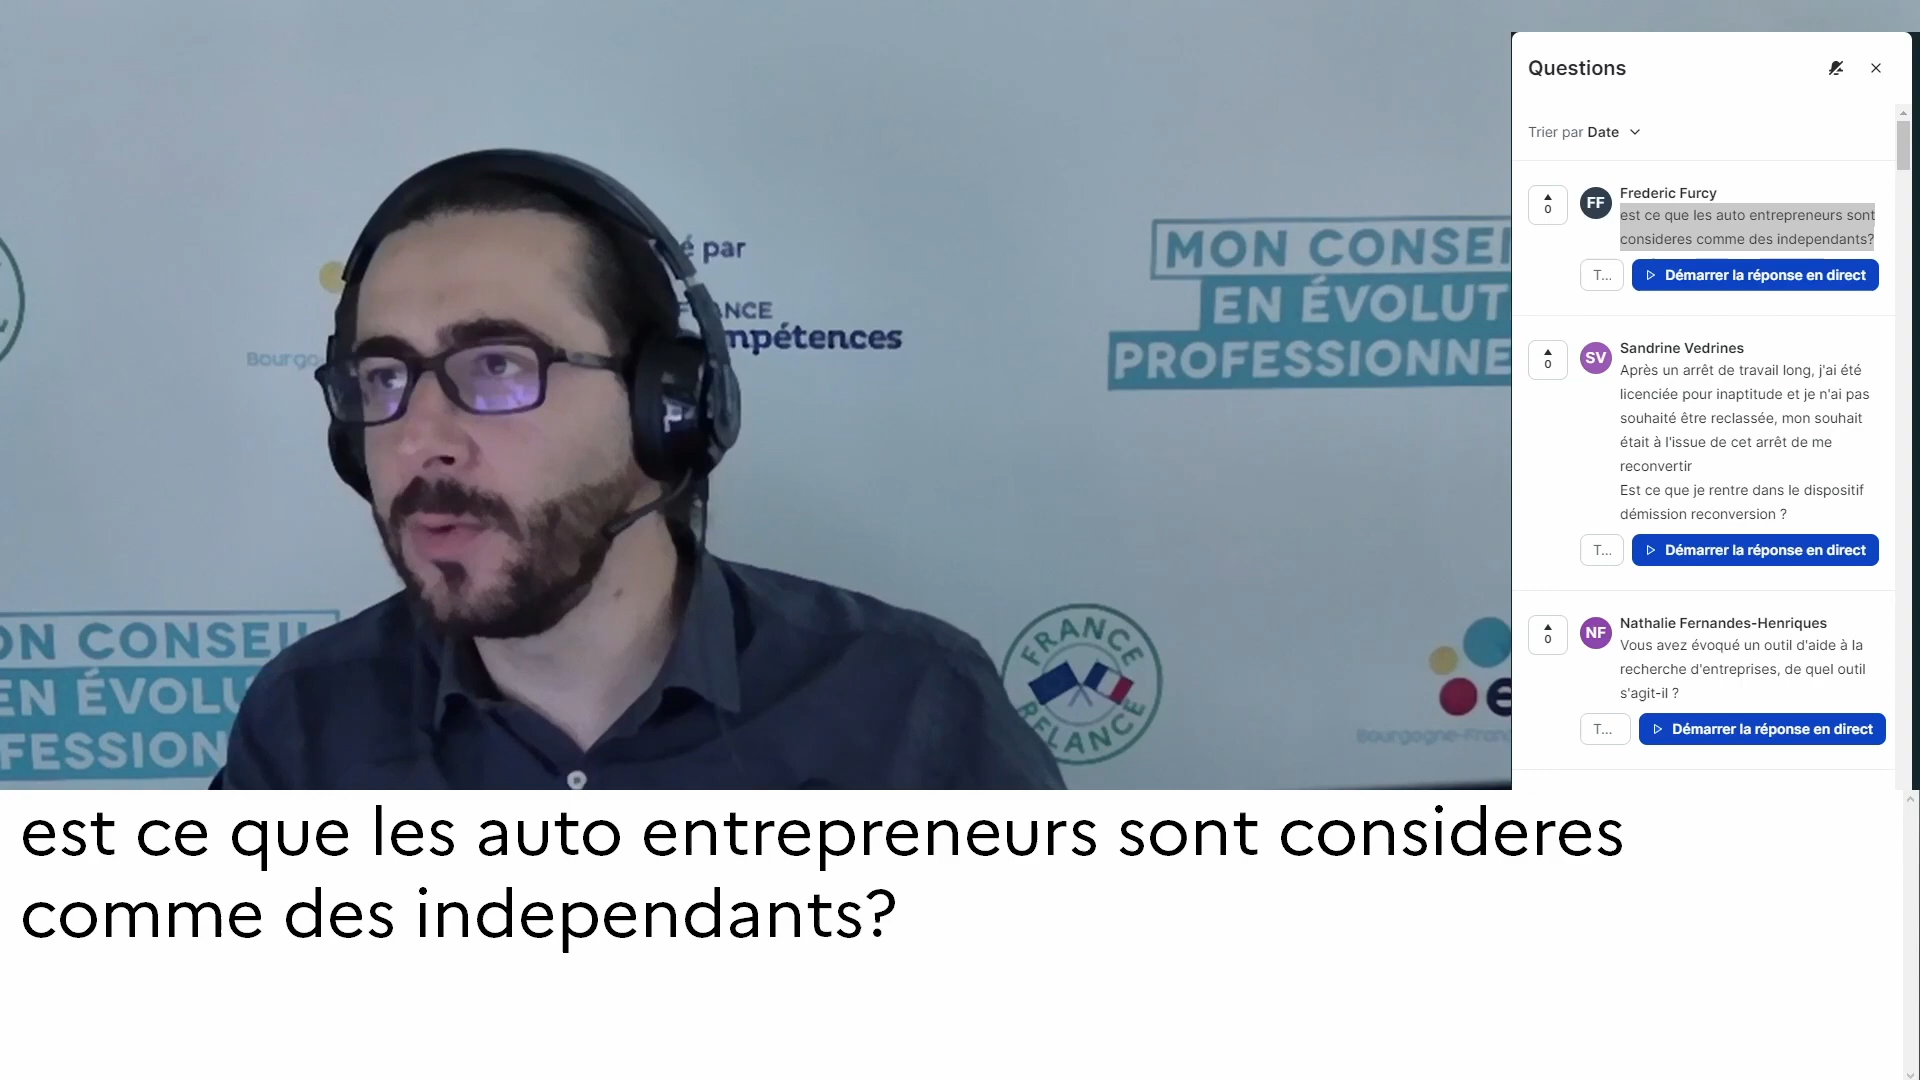 é par
FRANCE
mpétences
Bourgo
MON CONSEI
EN ÉVOLUT
PROFESSIONNE
ON CONSEIL
EN ÉVOLU
FESSION
FRANCE
RELANCE
e
Bourgogne-Franc
Questions
Trier par Date
0
FF
Frederic Furcy
est ce que les auto entrepreneurs sont
consideres comme des independants?
T...
Démarrer la réponse en direct
0
SV
Sandrine Vedrines
Après un arrêt de travail long, j'ai été
licenciée pour inaptitude et je n'ai pas
souhaité être reclassée, mon souhait
était à l'issue de cet arrêt de me
reconvertir
Est ce que je rentre dans le dispositif
démission reconversion ?
T...
Démarrer la réponse en direct
0
NF
Nathalie Fernandes-Henriques
Vous avez évoqué un outil d'aide à la
recherche d'entreprises, de quel outil
s'agit-il ?
T...
Démarrer la réponse en direct
est ce que les auto entrepreneurs sont consideres
comme des independants?